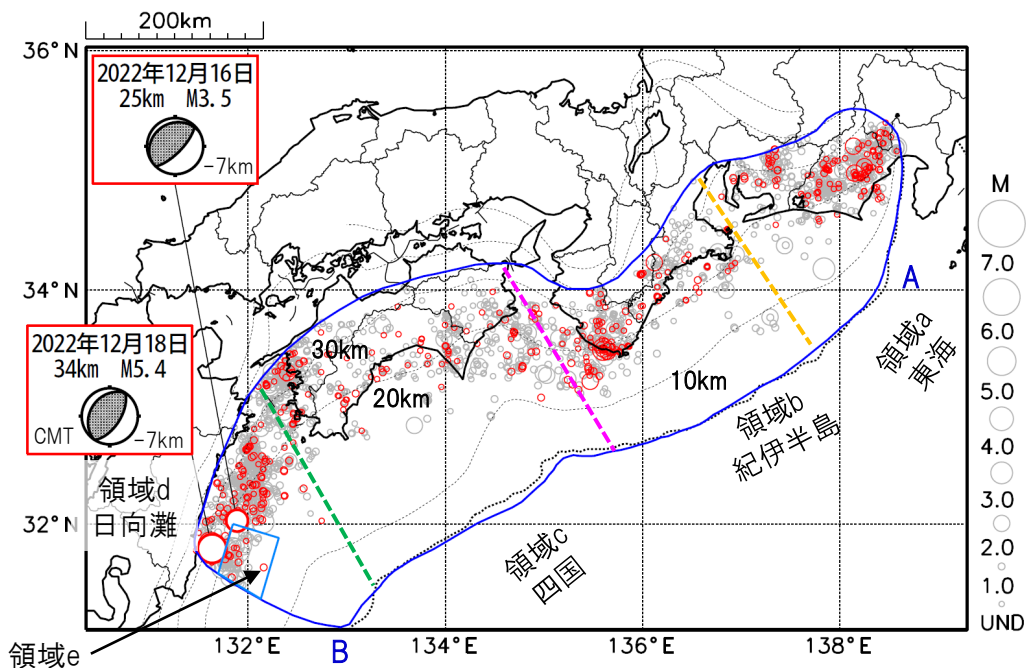 200km
36°N
34°N
32°N
2022年12月16日
25km M3.5
-7km
2022年12月18日
34km M5.4
CMT
-7km
30km
20km
10km
A
領域a
東海
領域b
紀伊半島
領域c
四国
領域d
日向灘
領域e
B
132°E
134°E
136°E
138°E
M
7.0
6.0
5.0
4.0
3.0
2.0
1.0
UND